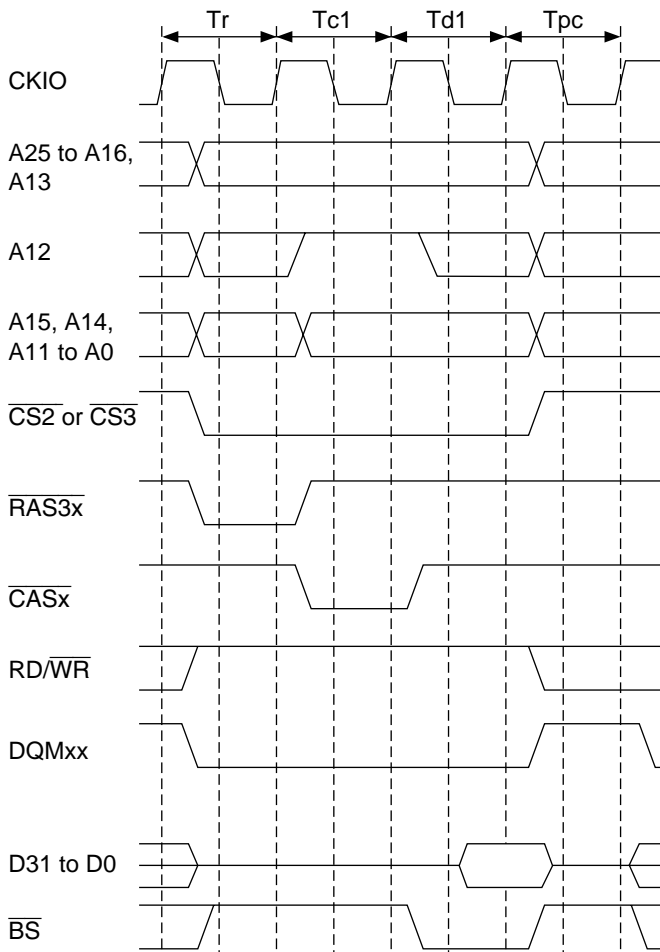 Tr Tc1 Td1 Tpc
CKIO
A25 to A16,
A13
A12
A15, A14,
A11 to A0
CS2 or CS3
RAS3x
CASx
RD/WR
DQMxx
D31 to D0
BS